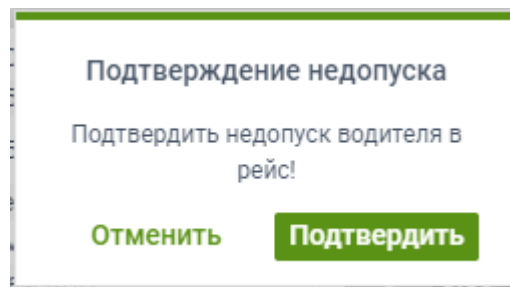 Подтверждение недопуска
Подтвердить недопуск водителя в
рейс!
Отменить
Подтвердить